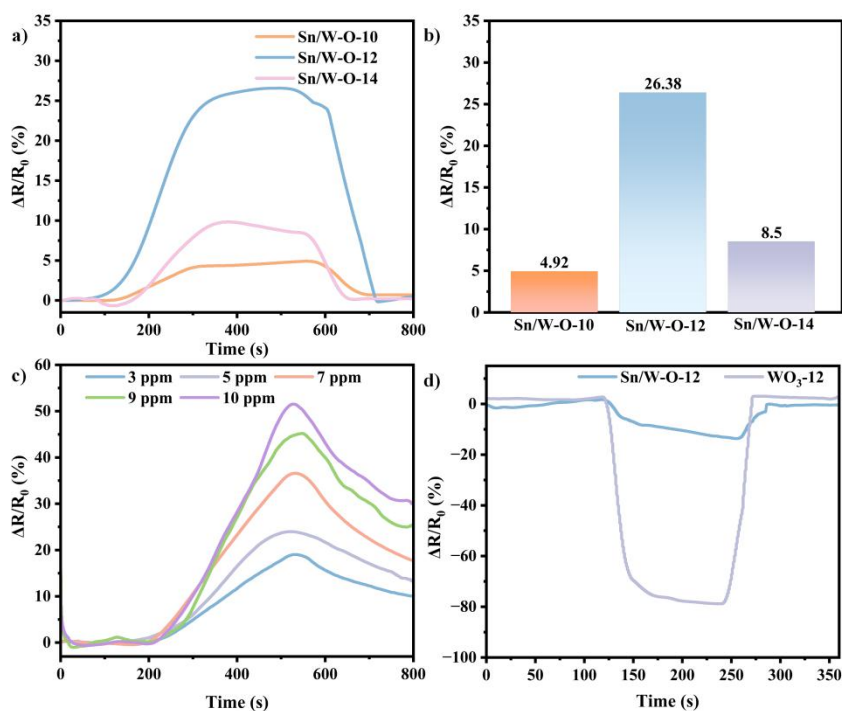 a)
Sn/W-O-10
Sn/W-O-12
Sn/W-O-14
35
30
25
20
15
10
5
0
ΔR/R₀ (%)
0 200 400 600 800
Time (s)
b)
35
30
25
20
15
10
5
0
ΔR/R₀ (%)
4.92
26.38
8.5
Sn/W-O-10 Sn/W-O-12 Sn/W-O-14
c)
3 ppm 5 ppm 7 ppm
9 ppm 10 ppm
60
50
40
30
20
10
0
ΔR/R₀ (%)
0 200 400 600 800
Time (s)
d)
Sn/W-O-12 WO₃-12
0
−20
−40
−60
−80
−100
ΔR/R₀ (%)
0 50 100 150 200 250 300 350
Time (s)